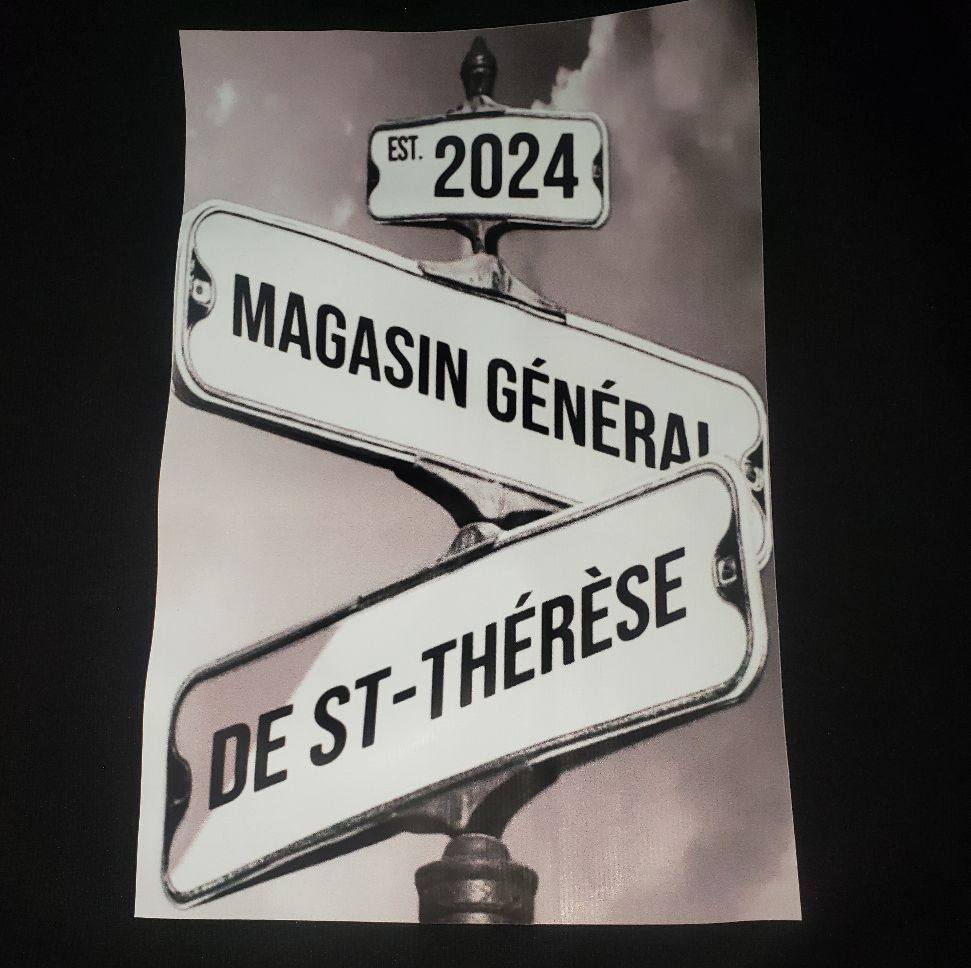 EST. 2024
MAGASIN GÉNÉRAL
DE ST-THÉRÈSE